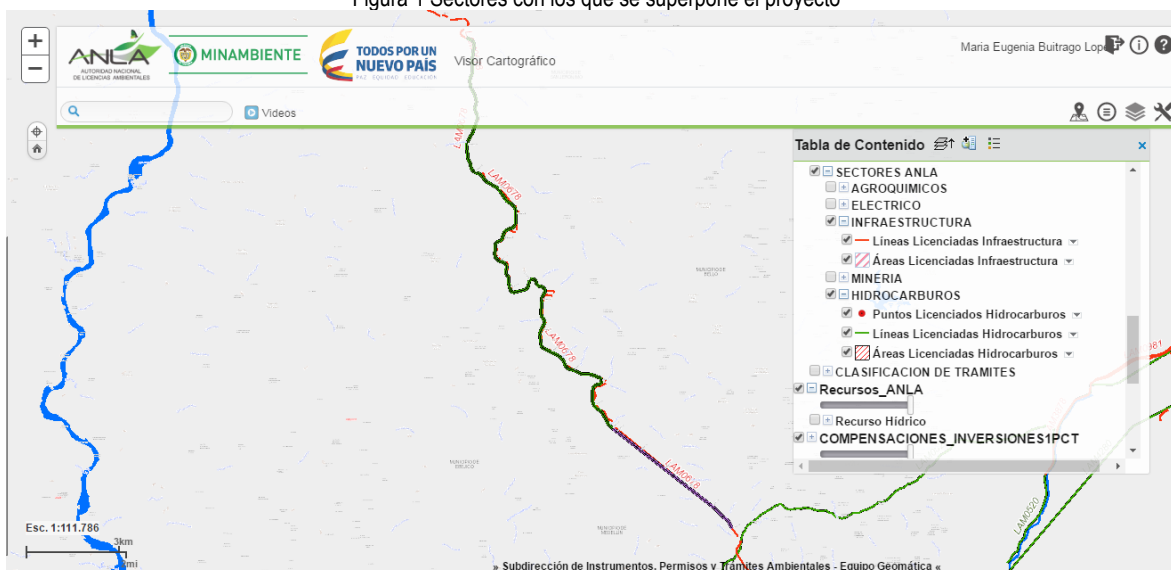 Figura 1 Sectores con los que se superpone el proyecto
ANLA
AUTORIDAD NACIONAL
DE LICENCIAS AMBIENTALES
MINAMBIENTE
TODOS POR UN
NUEVO PAÍS
PAZ EQUIDAD EDUCACIÓN
Visor Cartográfico
Maria Eugenia Buitrago Lop
Videos
Tabla de Contenido
SECTORES ANLA
AGROQUIMICOS
ELECTRICO
INFRAESTRUCTURA
Líneas Licenciadas Infraestructura
Áreas Licenciadas Infraestructura
MINERIA
HIDROCARBUROS
Puntos Licenciados Hidrocarburos
Líneas Licenciadas Hidrocarburos
Áreas Licenciadas Hidrocarburos
CLASIFICACION DE TRAMITES
Recursos_ANLA
Recurso Hídrico
COMPENSACIONES_INVERSIONES1PCT
LAM0678
LAM0678
LAM0618
LAM0520
Esc. 1:111.786
3km
mi
» Subdirección de Instrumentos, Permisos y Trámites Ambientales - Equipo Geomática «